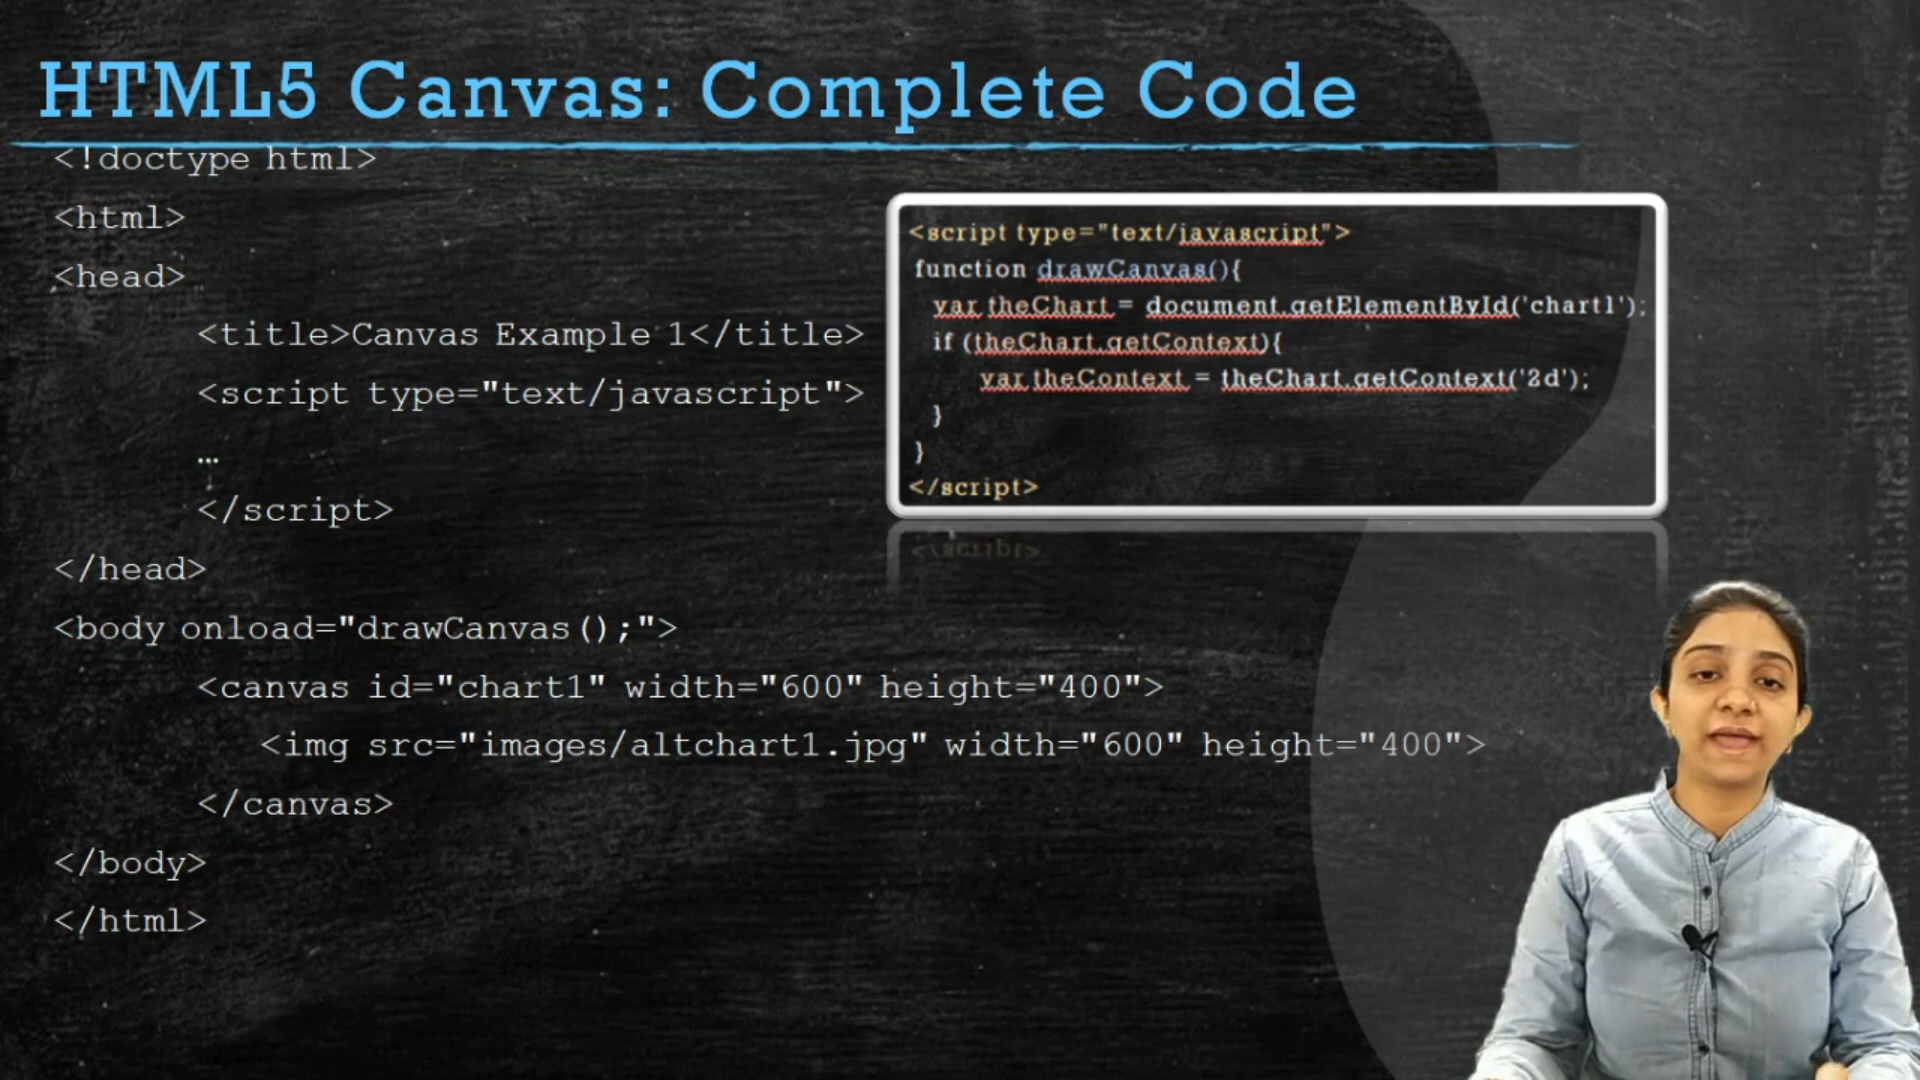 HTML5 Canvas: Complete Code
<!doctype html>
<html>
<head>
<title>Canvas Example 1</title>
<script type="text/javascript">
…
</script>
</head>
<body onload="drawCanvas();">
<canvas id="chart1" width="600" height="400">
<img src="images/altchart1.jpg" width="600" height="400">
</canvas>
</body>
</html>
<script type="text/javascript">
function drawCanvas(){
var theChart = document.getElementById('chart1');
if (theChart.getContext){
var theContext = theChart.getContext('2d');
}
}
</script>